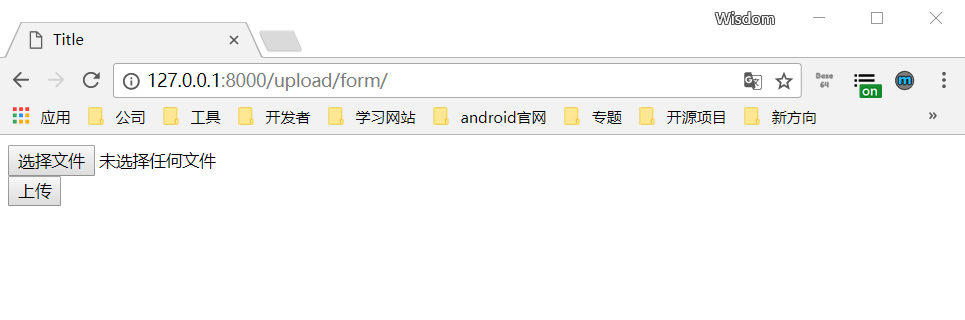 Wisdom
Title
127.0.0.1:8000/upload/form/
Base 64
on
m
应用 公司 工具 开发者 学习网站 android官网 专题 开源项目 新方向 »
选择文件 未选择任何文件
上传